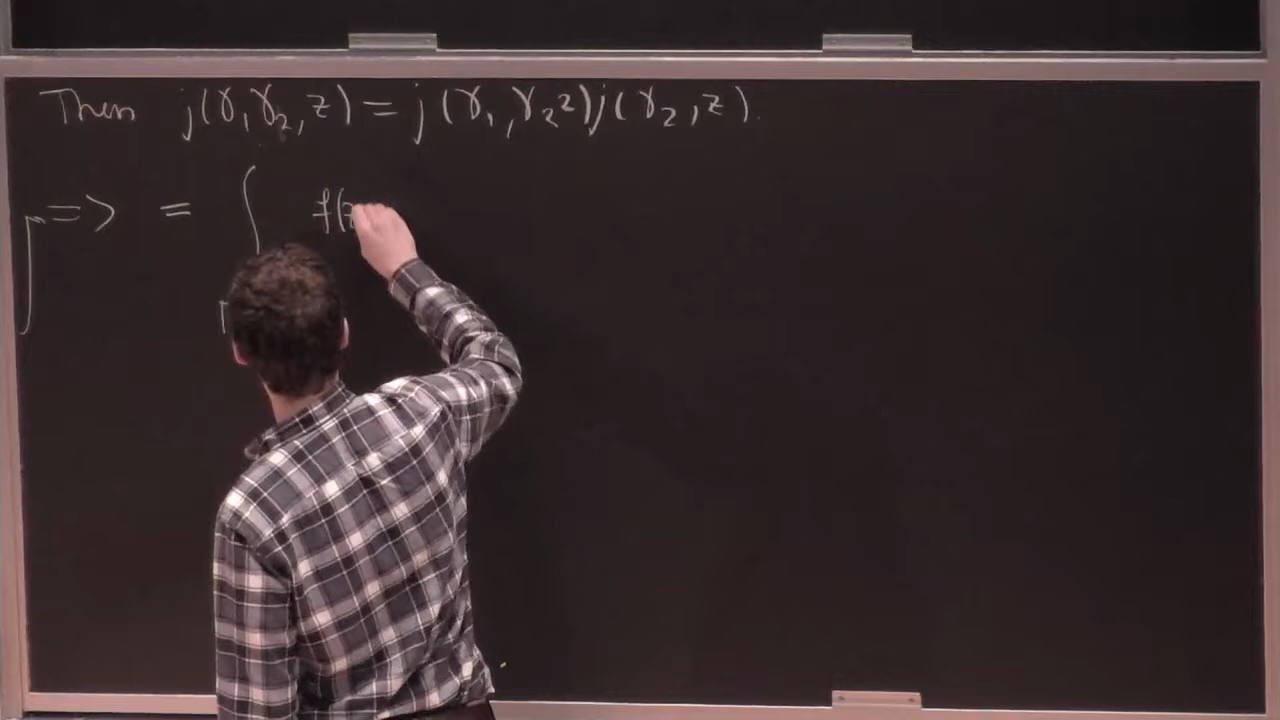 Then j(γ₁γ₂, z) = j(γ₁, γ₂z)j(γ₂, z).
∫ => = ∫ f(z
Γ